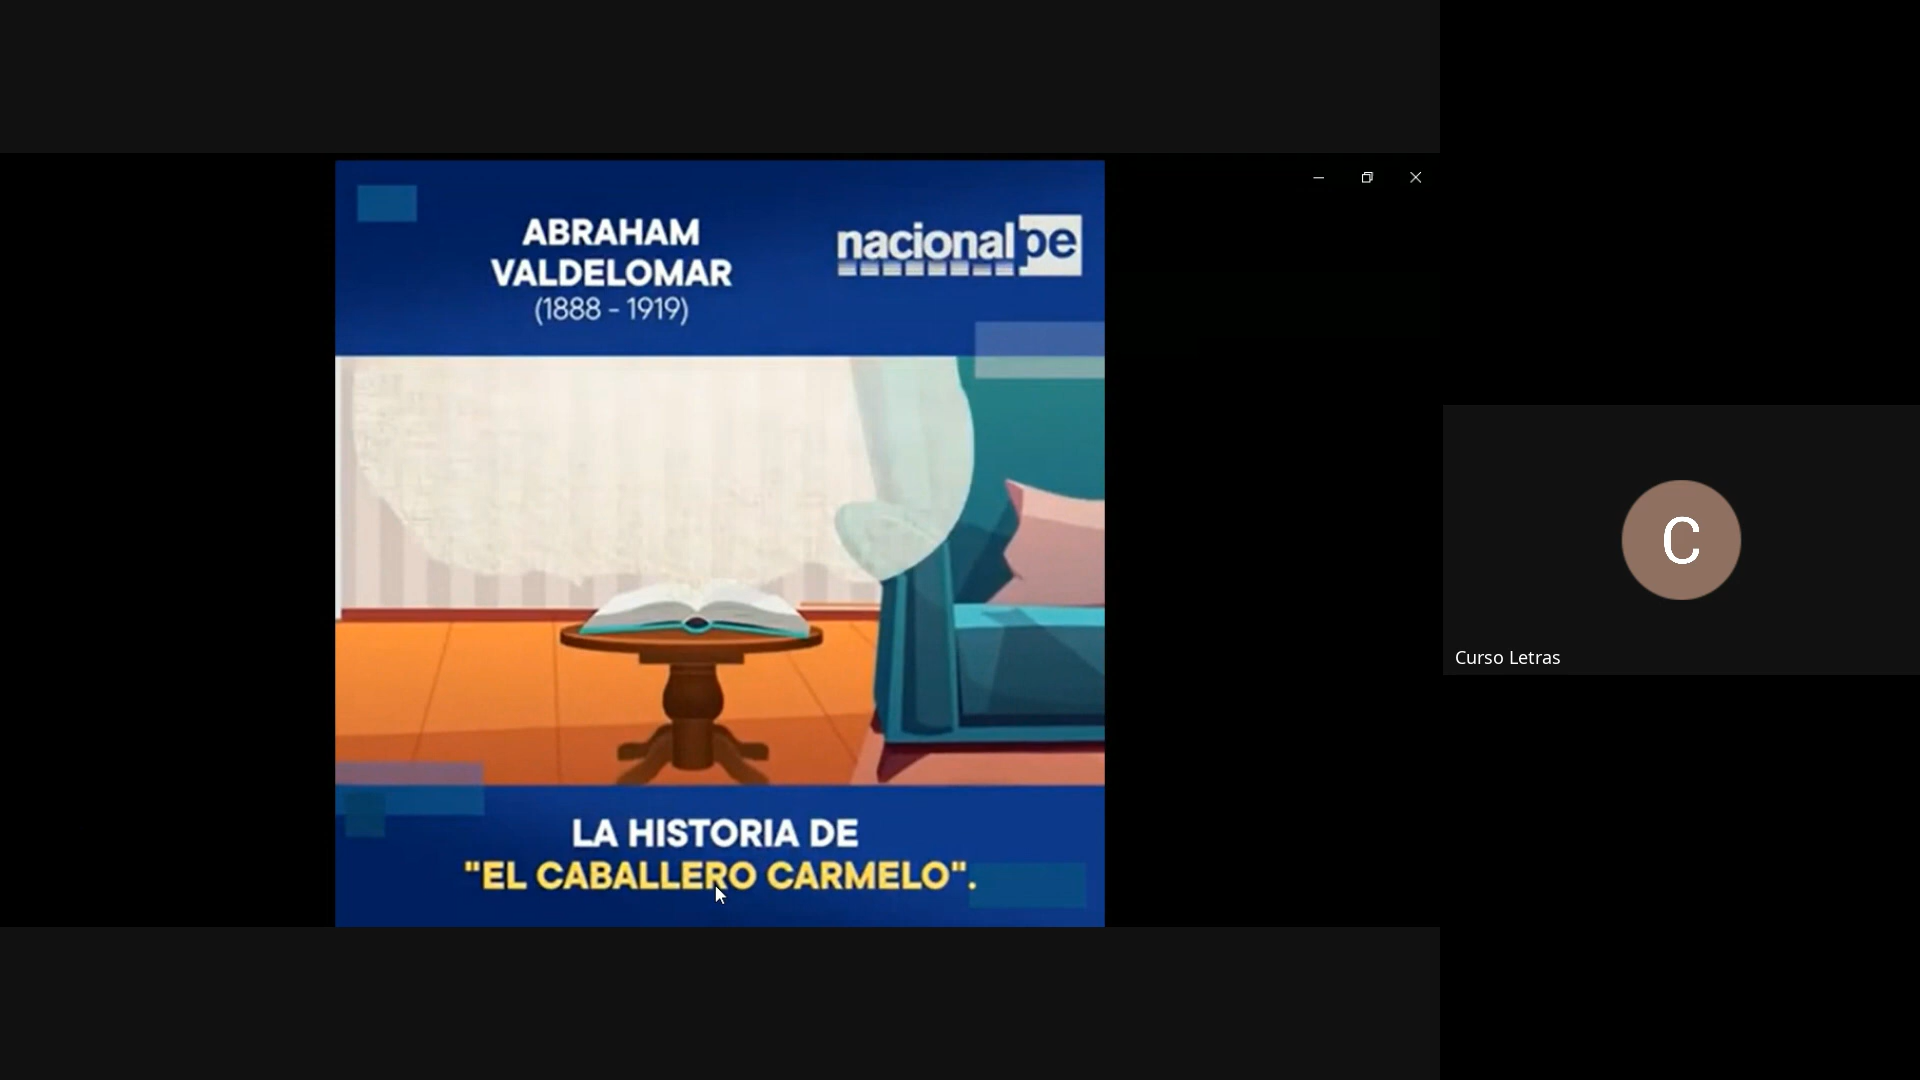 ABRAHAM
VALDELOMAR
(1888 - 1919)
nacionalpe
LA HISTORIA DE
"EL CABALLERO CARMELO".
C
Curso Letras